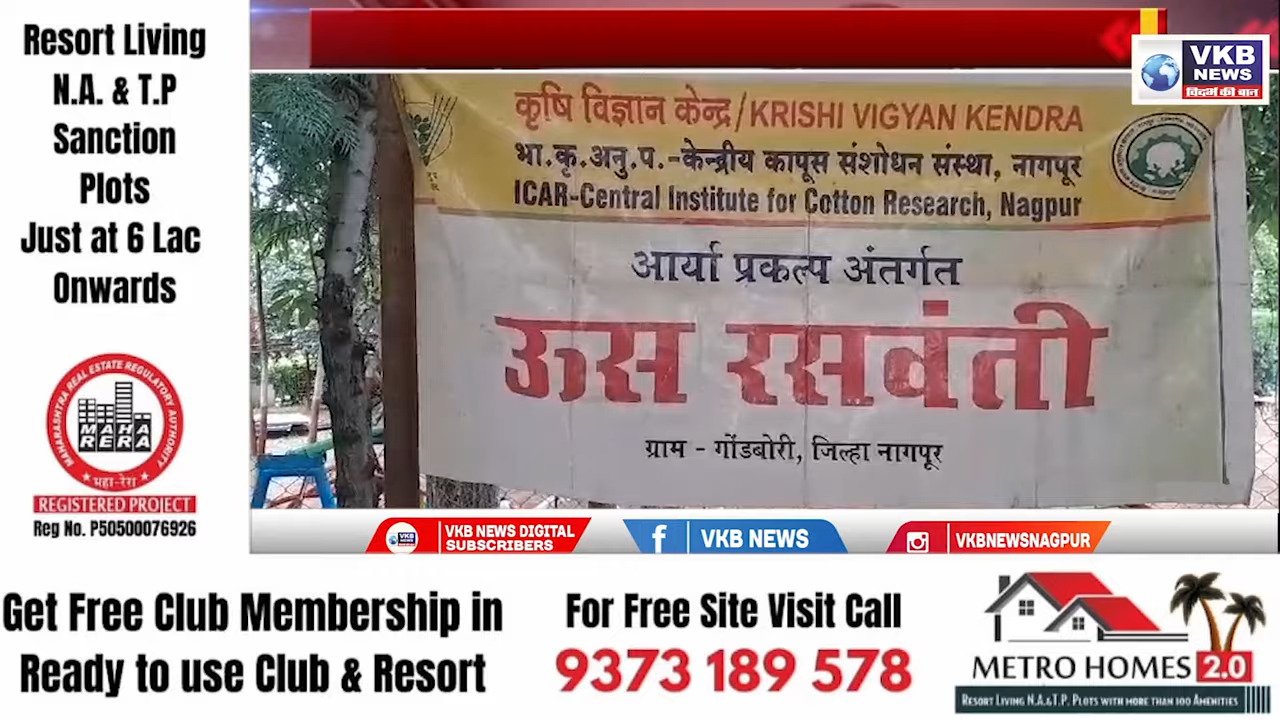 Resort Living
N.A. & T.P
Sanction
Plots
Just at 6 Lac
Onwards
MAHARASHTRA REAL ESTATE REGULATORY AUTHORITY
MAHA
RERA
महा-रेरा
REGISTERED PROJECT
Reg No. P50500076926
VKB
NEWS
विदर्भ की बात
कृषि विज्ञान केन्द्र/KRISHI VIGYAN KENDRA
भा.कृ.अनु.प.-केन्द्रीय कापूस संशोधन संस्था, नागपूर
ICAR-Central Institute for Cotton Research, Nagpur
आर्या प्रकल्प अंतर्गत
ऊस रसवंती
ग्राम - गोंडबोरी, जिल्हा नागपूर
VKB NEWS DIGITAL
SUBSCRIBERS
VKB NEWS
VKBNEWSNAGPUR
Get Free Club Membership in
Ready to use Club & Resort
For Free Site Visit Call
9373 189 578
METRO HOMES 2.0
RESORT LIVING N.A.&T.P. PLOTS WITH MORE THAN 100 AMENITIES